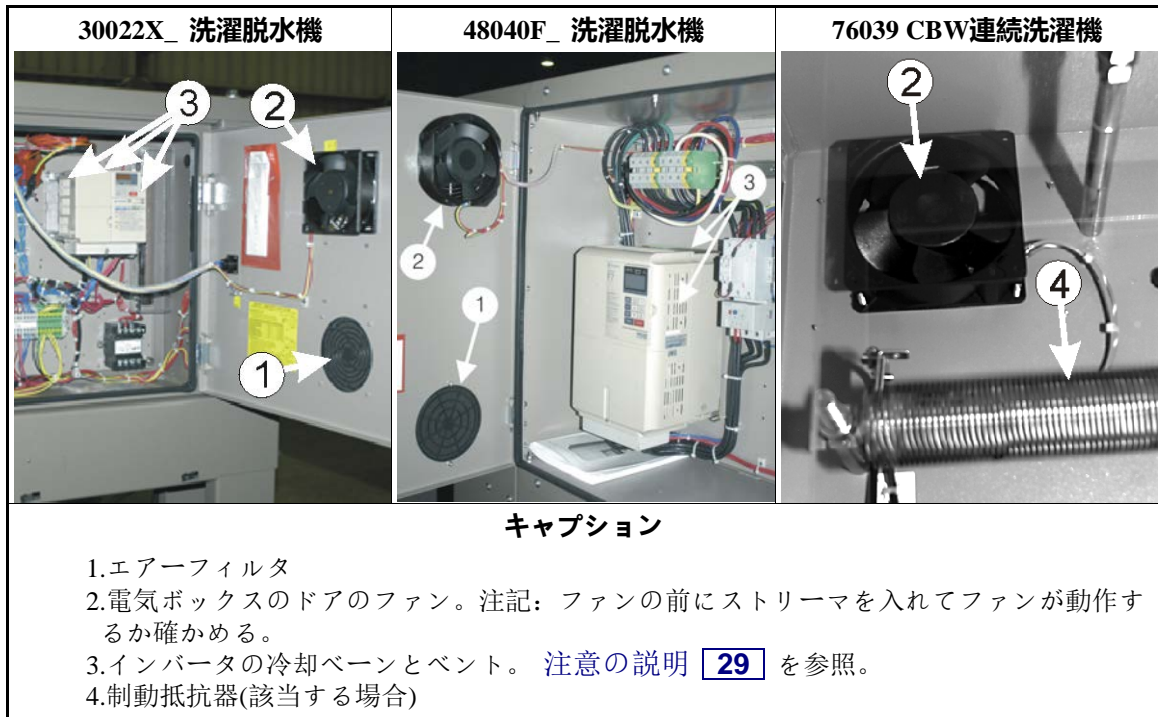 30022X_ 洗濯脱水機
48040F_ 洗濯脱水機
76039 CBW連続洗濯機
3
2
1
3
2
1
2
4
キャプション
1.エアーフィルタ
2.電気ボックスのドアのファン。注記：ファンの前にストリーマを入れてファンが動作す
るか確かめる。
3.インバータの冷却ベーンとベント。 注意の説明 29 を参照。
4.制動抵抗器(該当する場合)